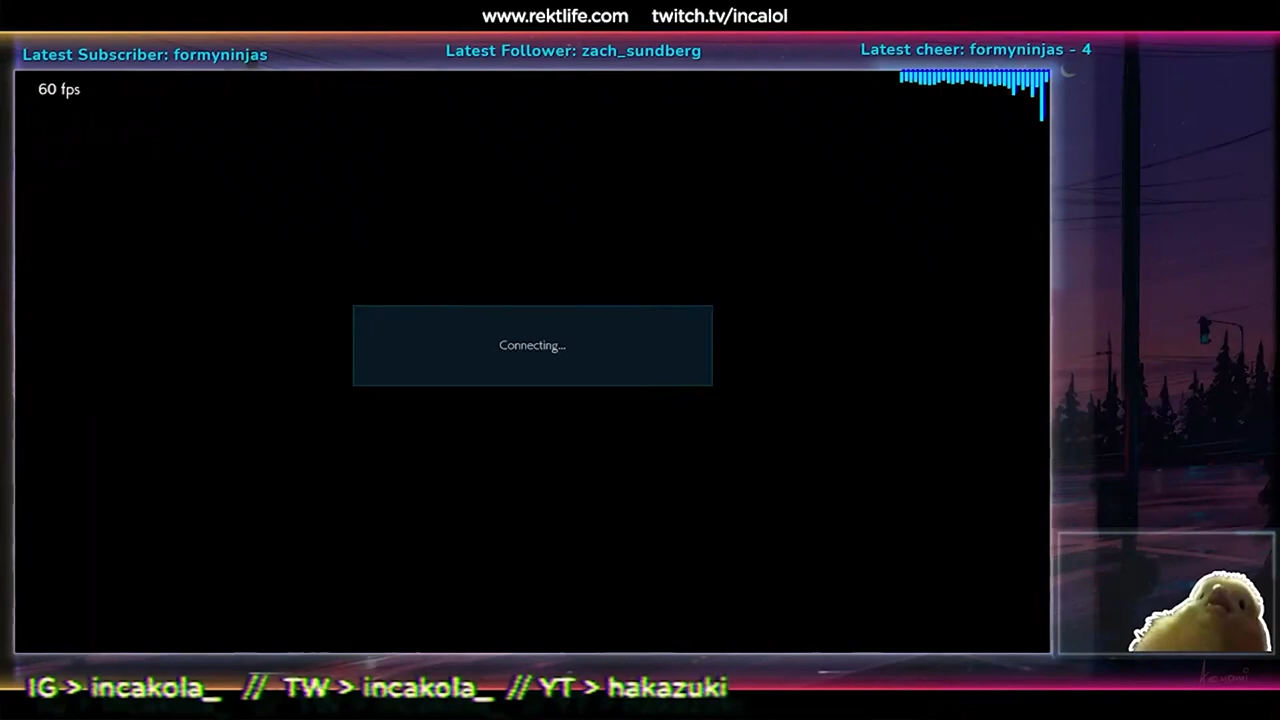 www.rektlife.com twitch.tv/incalol
Latest Subscriber: formyninjas
Latest Follower: zach_sundberg
Latest cheer: formyninjas - 4
60 fps
Connecting...
IG > incakola_ // TW > incakola_ // YT > hakazuki